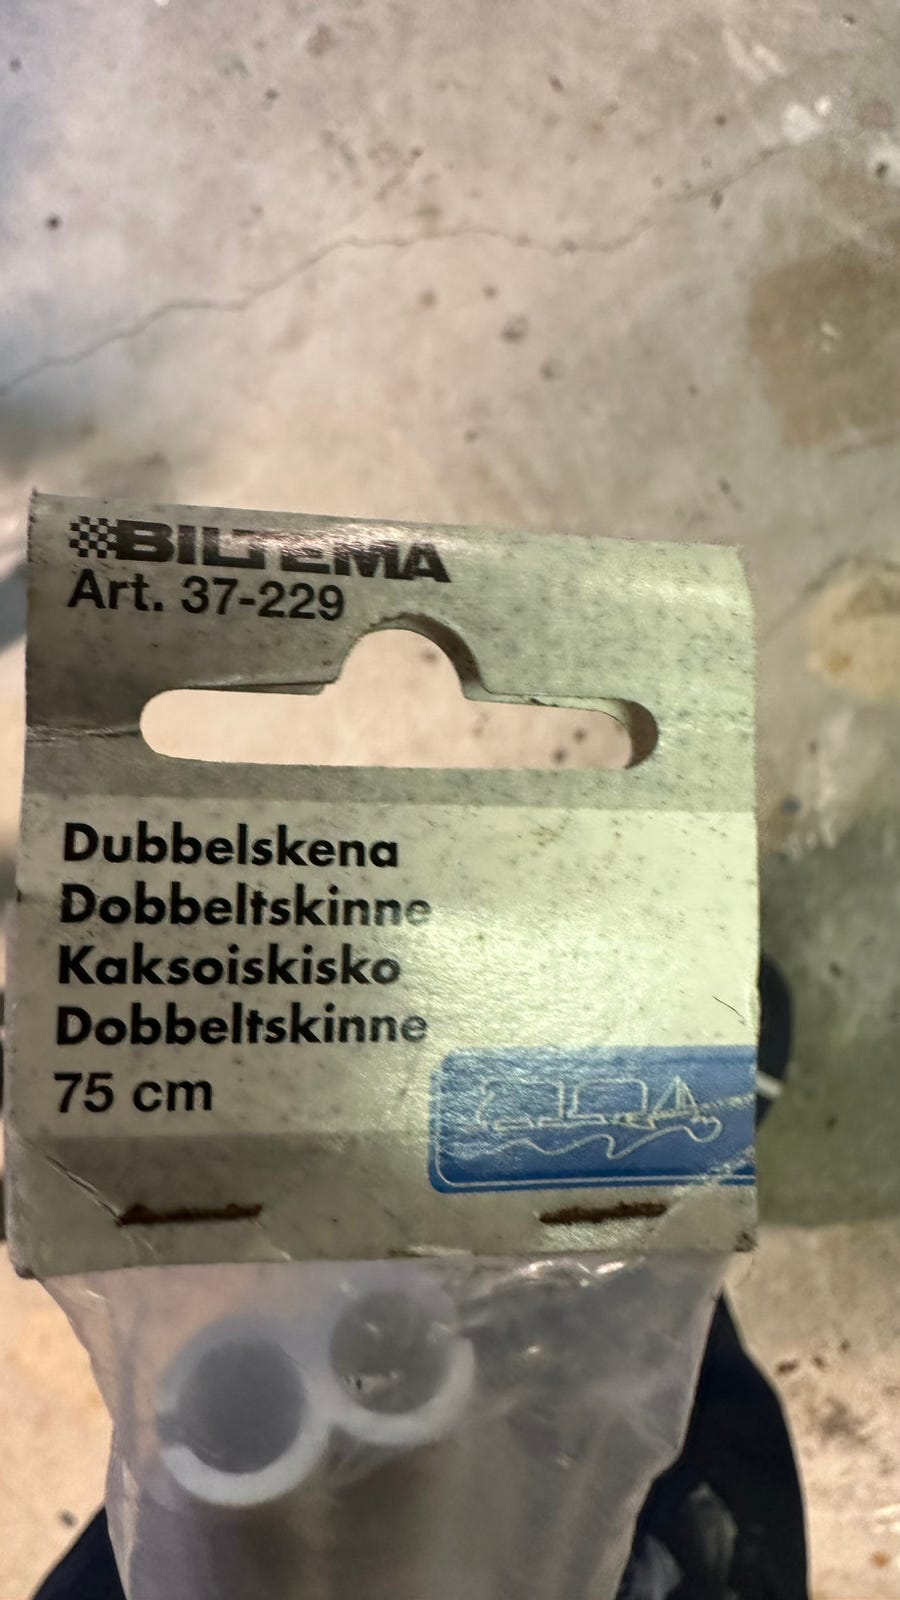 BILTEMA
Art. 37-229
Dubbelskena
Dobbeltskinne
Kaksoiskisko
Dobbeltskinne
75 cm